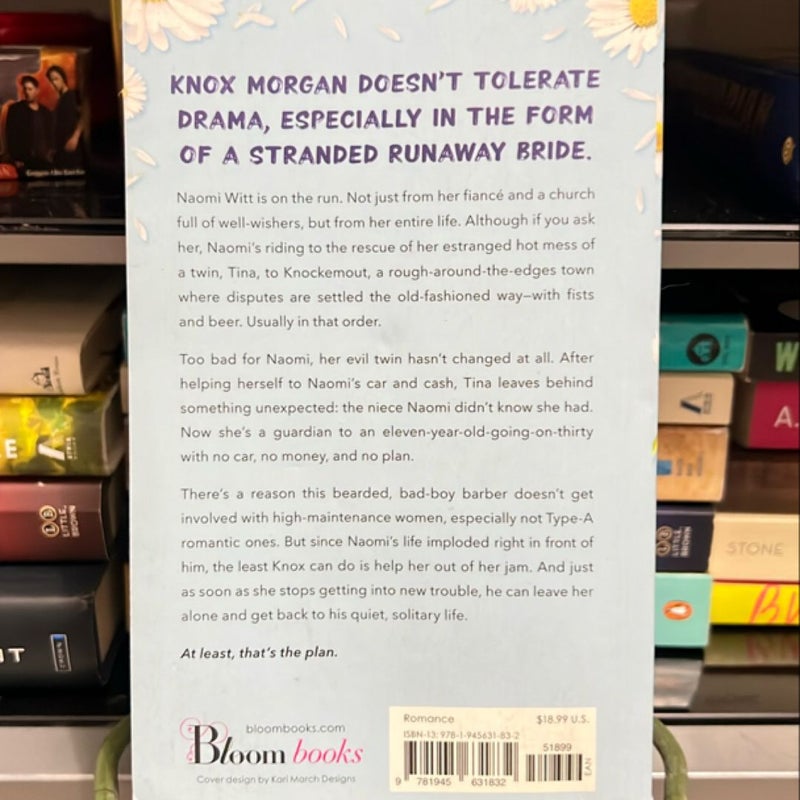 KNOX MORGAN DOESN'T TOLERATE
DRAMA, ESPECIALLY IN THE FORM
OF A STRANDED RUNAWAY BRIDE.
Naomi Witt is on the run. Not just from her fiancé and a church
full of well-wishers, but from her entire life. Although if you ask
her, Naomi's riding to the rescue of her estranged hot mess of
a twin, Tina, to Knockemout, a rough-around-the-edges town
where disputes are settled the old-fashioned way—with fists
and beer. Usually in that order.
Too bad for Naomi, her evil twin hasn't changed at all. After
helping herself to Naomi's car and cash, Tina leaves behind
something unexpected: the niece Naomi didn't know she had.
Now she's a guardian to an eleven-year-old-going-on-thirty
with no car, no money, and no plan.
There's a reason this bearded, bad-boy barber doesn't get
involved with high-maintenance women, especially not Type-A
romantic ones. But since Naomi's life imploded right in front of
him, the least Knox can do is help her out of her jam. And just
as soon as she stops getting into new trouble, he can leave her
alone and get back to his quiet, solitary life.
At least, that's the plan.
bloombooks.com
Bloom books
Cover design by Kari March Designs
Romance $18.99 U.S.
ISBN-13: 978-1-945631-83-2
51899
EAN
9 781945 631832
LITTLE, BROWN
LITTLE, BROWN
STONE